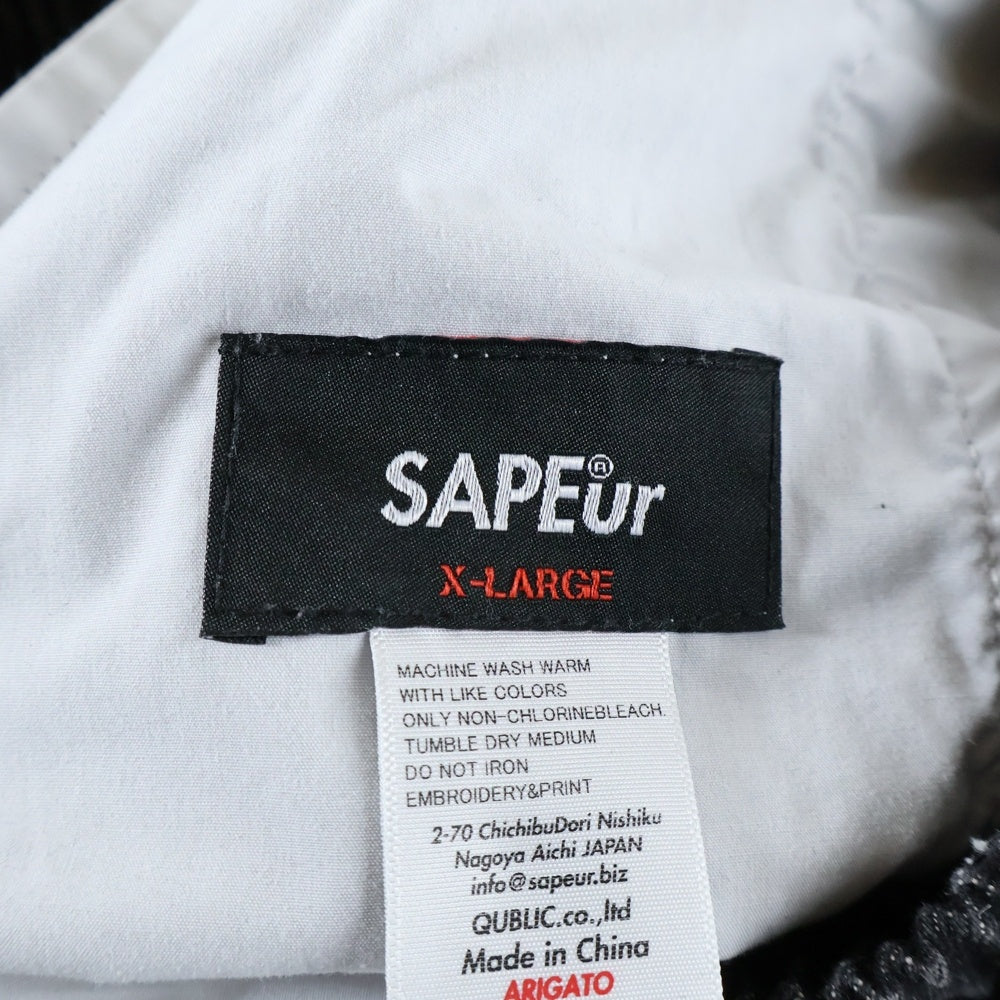 SAPEur®
X-LARGE
MACHINE WASH WARM
WITH LIKE COLORS
ONLY NON-CHLORINEBLEACH.
TUMBLE DRY MEDIUM
DO NOT IRON
EMBROIDERY&PRINT
2-70 ChichibuDori Nishiku
Nagoya Aichi JAPAN
info@sapeur.biz
QUBLIC.co.,ltd
Made in China
ARIGATO